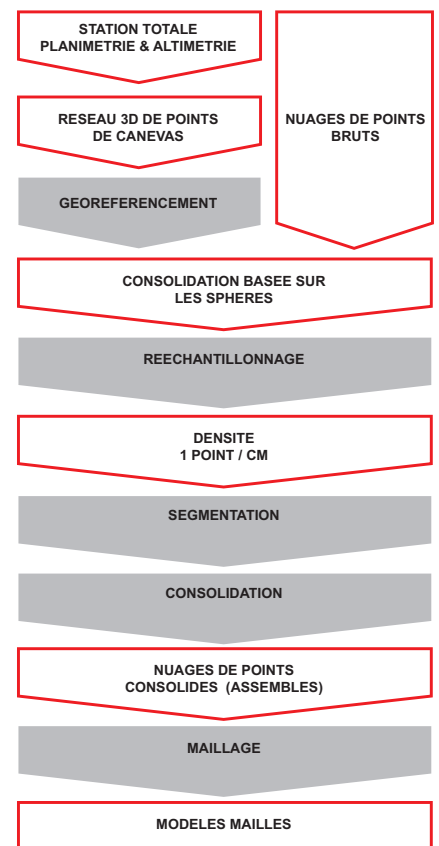 STATION TOTALE
PLANIMETRIE & ALTIMETRIE
RESEAU 3D DE POINTS
DE CANEVAS
NUAGES DE POINTS
BRUTS
GEOREFERENCEMENT
CONSOLIDATION BASEE SUR
LES SPHERES
REECHANTILLONNAGE
DENSITE
1 POINT / CM
SEGMENTATION
CONSOLIDATION
NUAGES DE POINTS
CONSOLIDES (ASSEMBLES)
MAILLAGE
MODELES MAILLES